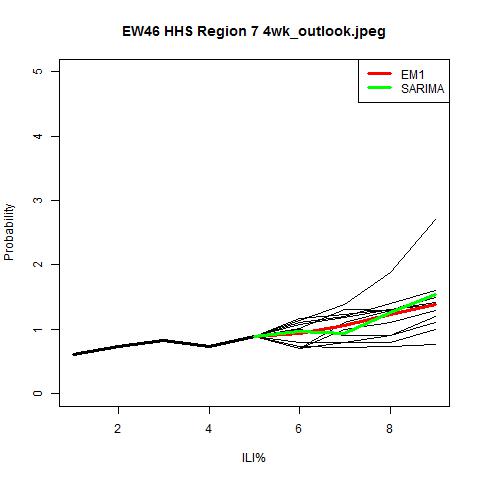 EW46 HHS Region 7 4wk_outlook.jpeg
EM1
SARIMA
5
4
3
2
1
0
Probability
2 4 6 8
ILI%